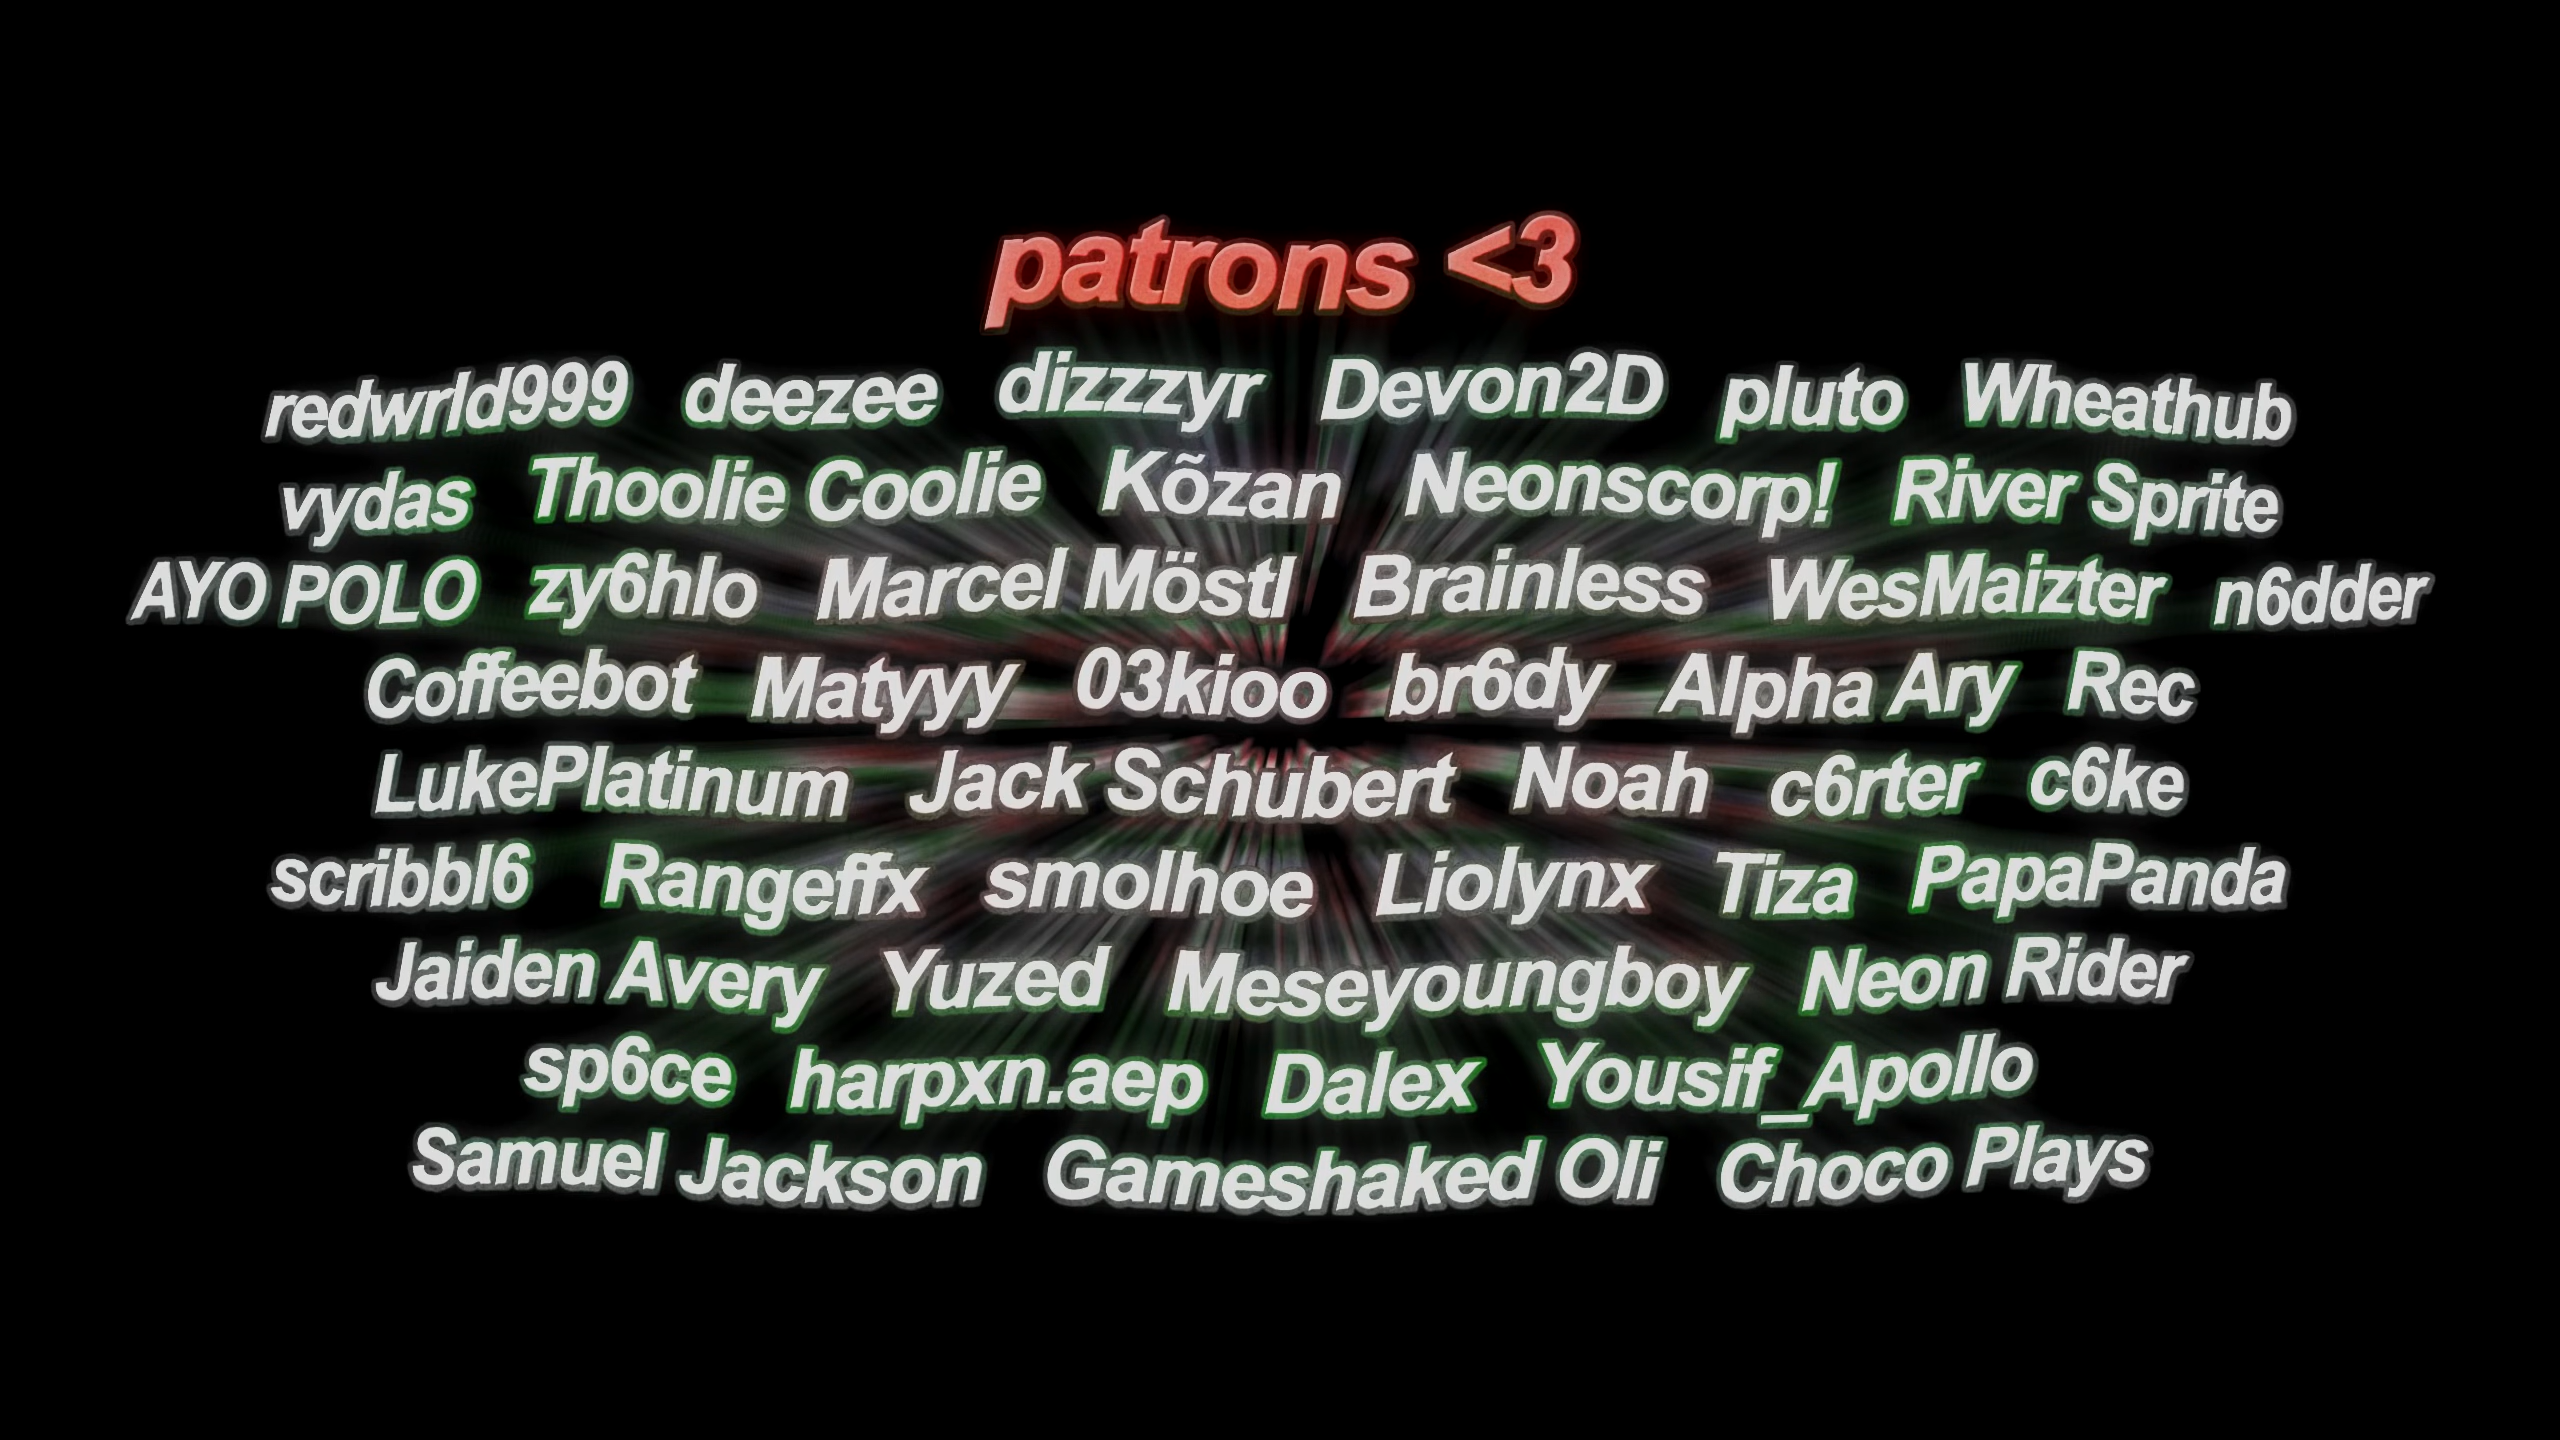 patrons <3
redwrld999 deezee dizzzyr Devon2D pluto Wheathub
vydas Thoolie Coolie Kõzan Neonscorp! River Sprite
AYO POLO zy6hlo Marcel Möstl Brainless WesMaizter n6dder
Coffeebot Matyyy 03kioo br6dy Alpha Ary Rec
LukePlatinum Jack Schubert Noah c6rter c6ke
scribbl6 Rangeffx smolhoe Liolynx Tiza PapaPanda
Jaiden Avery Yuzed Meseyoungboy Neon Rider
sp6ce harpxn.aep Dalex Yousif_Apollo
Samuel Jackson Gameshaked Oli Choco Plays